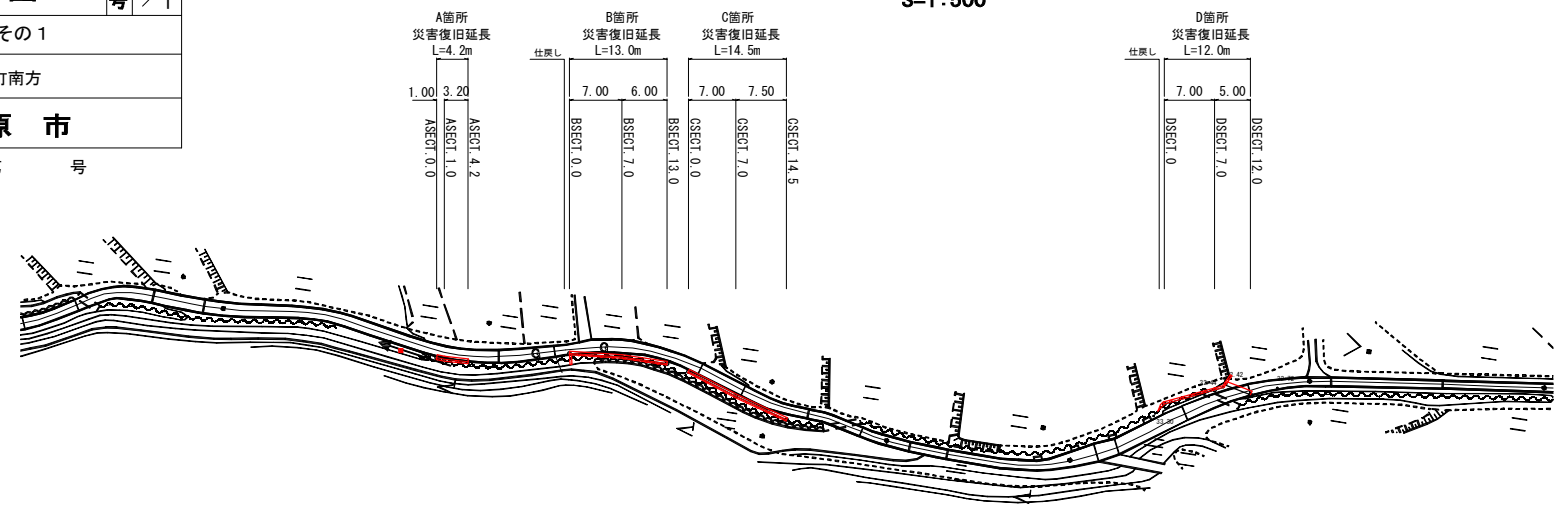 号
1
その1
町南方
原 市
号
S=1:500
A箇所
災害復旧延長
L=4.2m
1.00 3.20
ASECT.0.0
ASECT.1.0
ASECT.4.2
仕戻し
B箇所
災害復旧延長
L=13.0m
7.00 6.00
BSECT.0.0
BSECT.7.0
BSECT.13.0
C箇所
災害復旧延長
L=14.5m
7.00 7.50
CSECT.0.0
CSECT.7.0
CSECT.14.5
仕戻し
D箇所
災害復旧延長
L=12.0m
7.00 5.00
DSECT.0
DSECT.7.0
DSECT.12.0